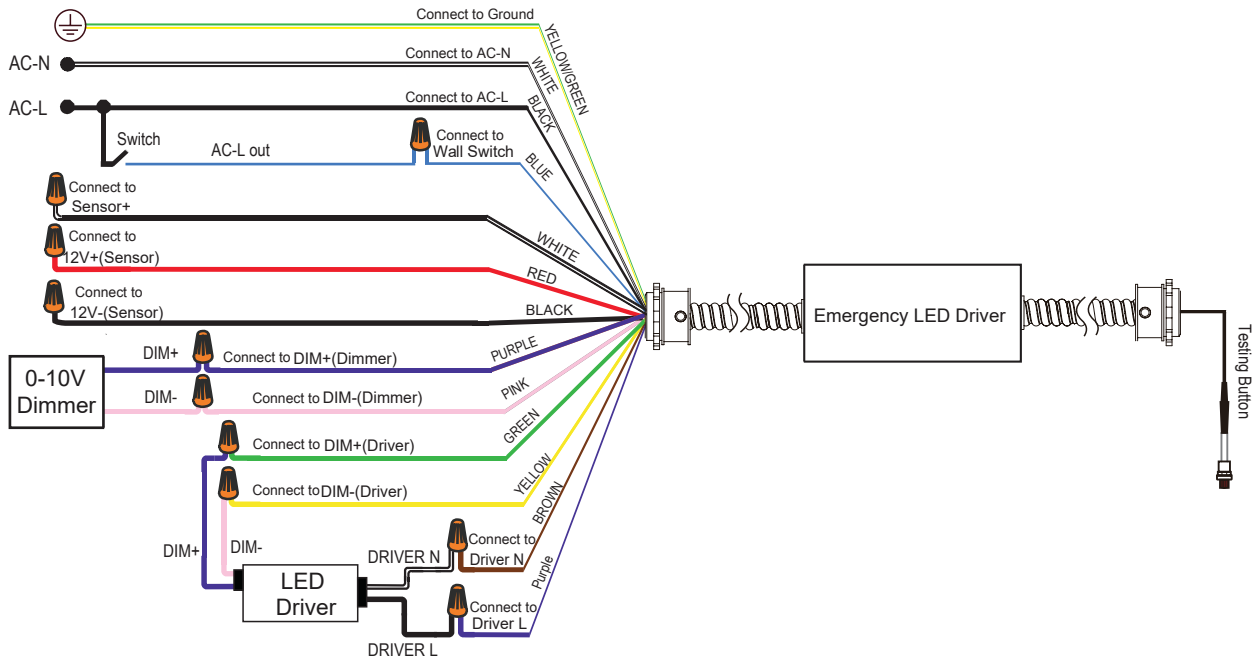 Connect to Ground
YELLOW/GREEN
AC-N
Connect to AC-N
WHITE
AC-L
Connect to AC-L
BLACK
Switch
AC-L out
Connect to
Wall Switch
BLUE
Connect to
Sensor+
WHITE
Connect to
12V+(Sensor)
RED
Connect to
12V-(Sensor)
BLACK
Emergency LED Driver
Testing Button
0-10V
Dimmer
DIM+
Connect to DIM+(Dimmer)
PURPLE
DIM-
Connect to DIM-(Dimmer)
PINK
Connect to DIM+(Driver)
GREEN
Connect to DIM-(Driver)
YELLOW
DIM+
DIM-
LED
Driver
DRIVER N
Connect to
Driver N
BROWN
DRIVER L
Connect to
Driver L
Purple